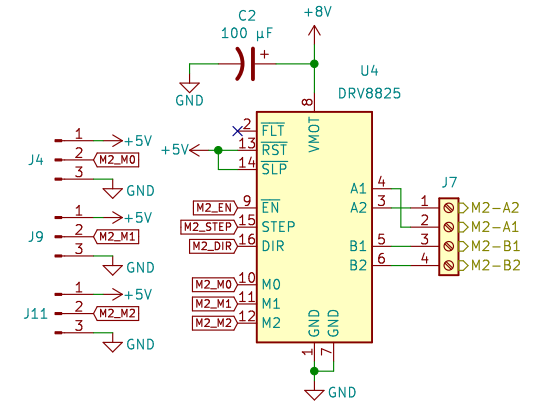 C2
100 µF
+8V
GND
U4
DRV8825
8
VMOT
2
FLT
+5V
13
RST
14
SLP
M2_EN
9
EN
M2_STEP
15
STEP
M2_DIR
16
DIR
M2_M0
10
M0
M2_M1
11
M1
M2_M2
12
M2
A1
4
A2
3
B1
5
B2
6
GND
1
GND
7
GND
J7
1
M2-A2
2
M2-A1
3
M2-B1
4
M2-B2
J4
1
+5V
2
M2_M0
3
GND
J9
1
+5V
2
M2_M1
3
GND
J11
1
+5V
2
M2_M2
3
GND